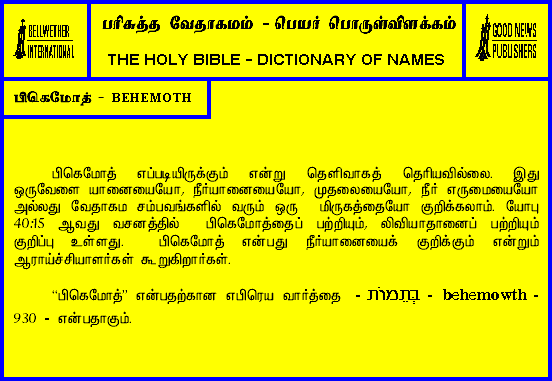 BELLWETHER
INTERNATIONAL
பரிசுத்த வேதாகமம் - பெயர் பொருள்விளக்கம்
THE HOLY BIBLE - DICTIONARY OF NAMES
GOOD NEWS
PUBLISHERS
பிகெமோத் - BEHEMOTH
பிகெமோத் எப்படியிருக்கும் என்று தெளிவாகத் தெரியவில்லை. இது
ஒருவேளை யானையையோ, நீர்யானையையோ, முதலையையோ, நீர் எருமையையோ
அல்லது வேதாகம சம்பவங்களில் வரும் ஒரு மிருகத்தையோ குறிக்கலாம். யோபு
40:15 ஆவது வசனத்தில் பிகெமோத்தைப் பற்றியும், லிவியாதானைப் பற்றியும்
குறிப்பு உள்ளது. பிகெமோத் என்பது நீர்யானையைக் குறிக்கும் என்றும்
ஆராய்ச்சியாளர்கள் கூறுகிறார்கள்.
“பிகெமோத்” என்பதற்கான எபிரெய வார்த்தை - בְּהֵמוֹת - behemowth -
930 - என்பதாகும்.